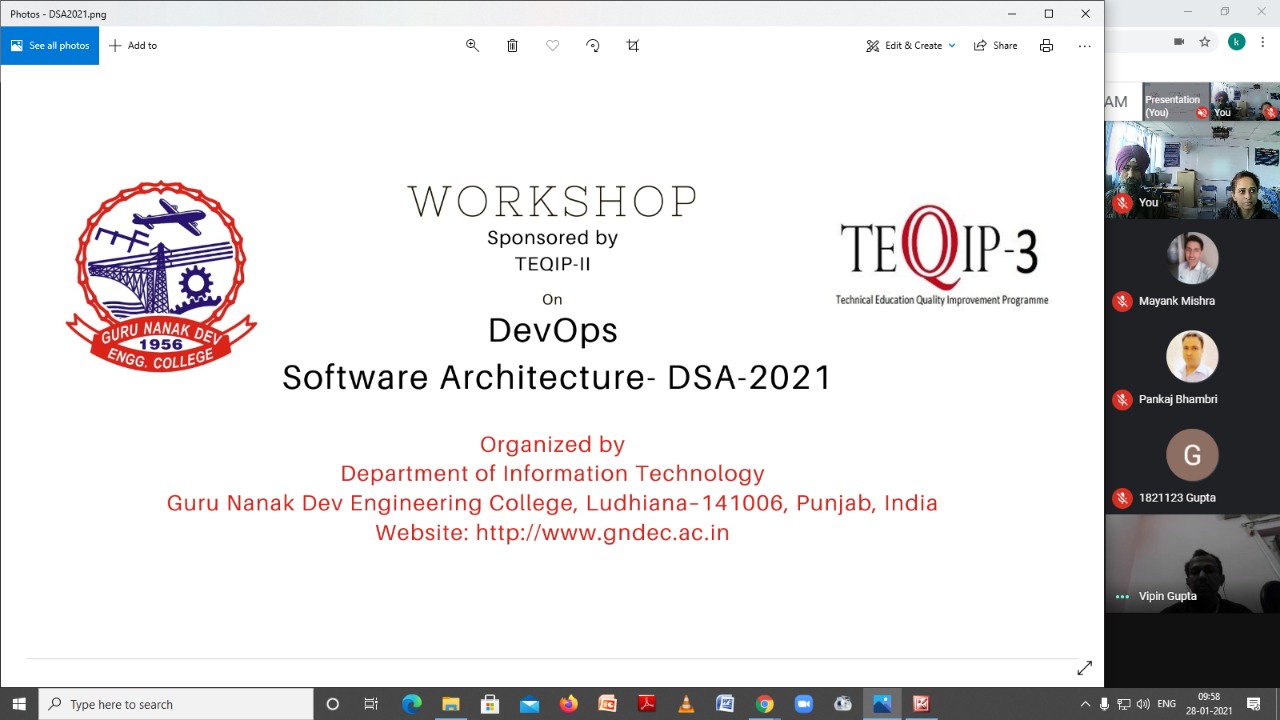 Photos - DSA2021.png
See all photos
Add to
Edit & Create
Share
WORKSHOP
Sponsored by
TEQIP-II
On
DevOps
Software Architecture- DSA-2021
GURU NANAK DEV
1956
ENGG. COLLEGE
TEQIP-3
Technical Education Quality Improvement Programme
Organized by
Department of Information Technology
Guru Nanak Dev Engineering College, Ludhiana-141006, Punjab, India
Website: http://www.gndec.ac.in
k
AM
Presentation
(You)
You
You
Mayank Mishra
Pankaj Bhambri
G
1821123 Gupta
Vipin Gupta
Type here to search
ENG
09:58
28-01-2021